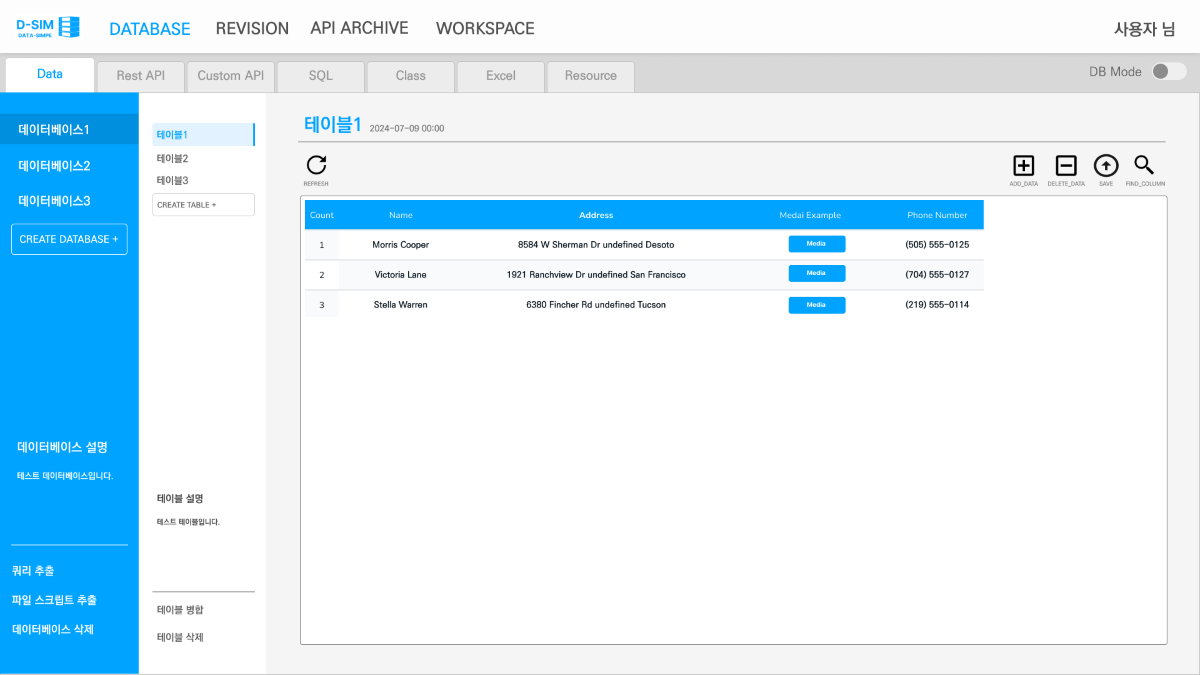 D-SIM
DATA-SIMPE
DATABASE REVISION API ARCHIVE WORKSPACE
사용자 님
Data Rest API Custom API SQL Class Excel Resource
DB Mode
데이터베이스1
데이터베이스2
데이터베이스3
CREATE DATABASE +
데이터베이스 설명
테스트 데이터베이스입니다.
쿼리 추출
파일 스크립트 추출
데이터베이스 삭제
테이블1
테이블2
테이블3
CREATE TABLE +
테이블 설명
테스트 테이블입니다.
테이블 병합
테이블 삭제
테이블1 2024-07-09 00:00
REFRESH
ADD_DATA DELETE_DATA SAVE FIND_COLUMN
Count Name Address Medai Example Phone Number
1 Morris Cooper 8584 W Sherman Dr undefined Desoto Media (505) 555-0125
2 Victoria Lane 1921 Ranchview Dr undefined San Francisco Media (704) 555-0127
3 Stella Warren 6380 Fincher Rd undefined Tucson Media (219) 555-0114